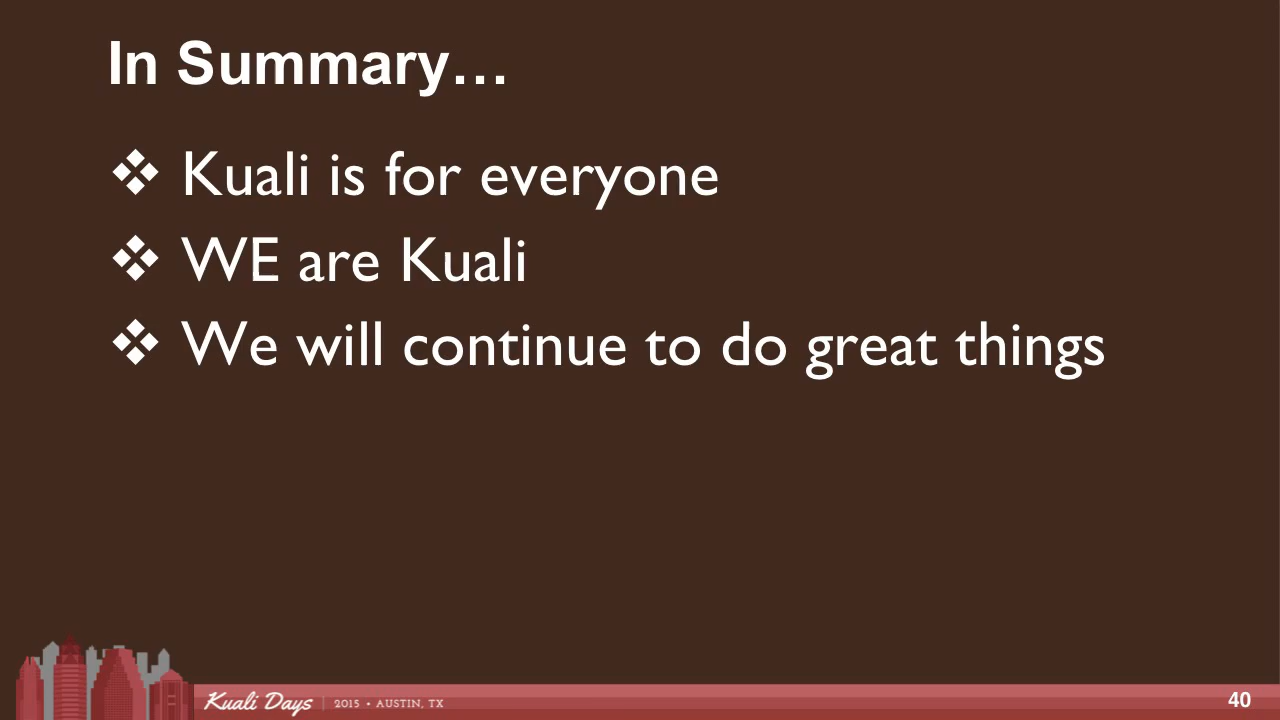 In Summary…
❖ Kuali is for everyone
❖ WE are Kuali
❖ We will continue to do great things
Kuali Days | 2015 • AUSTIN, TX
40